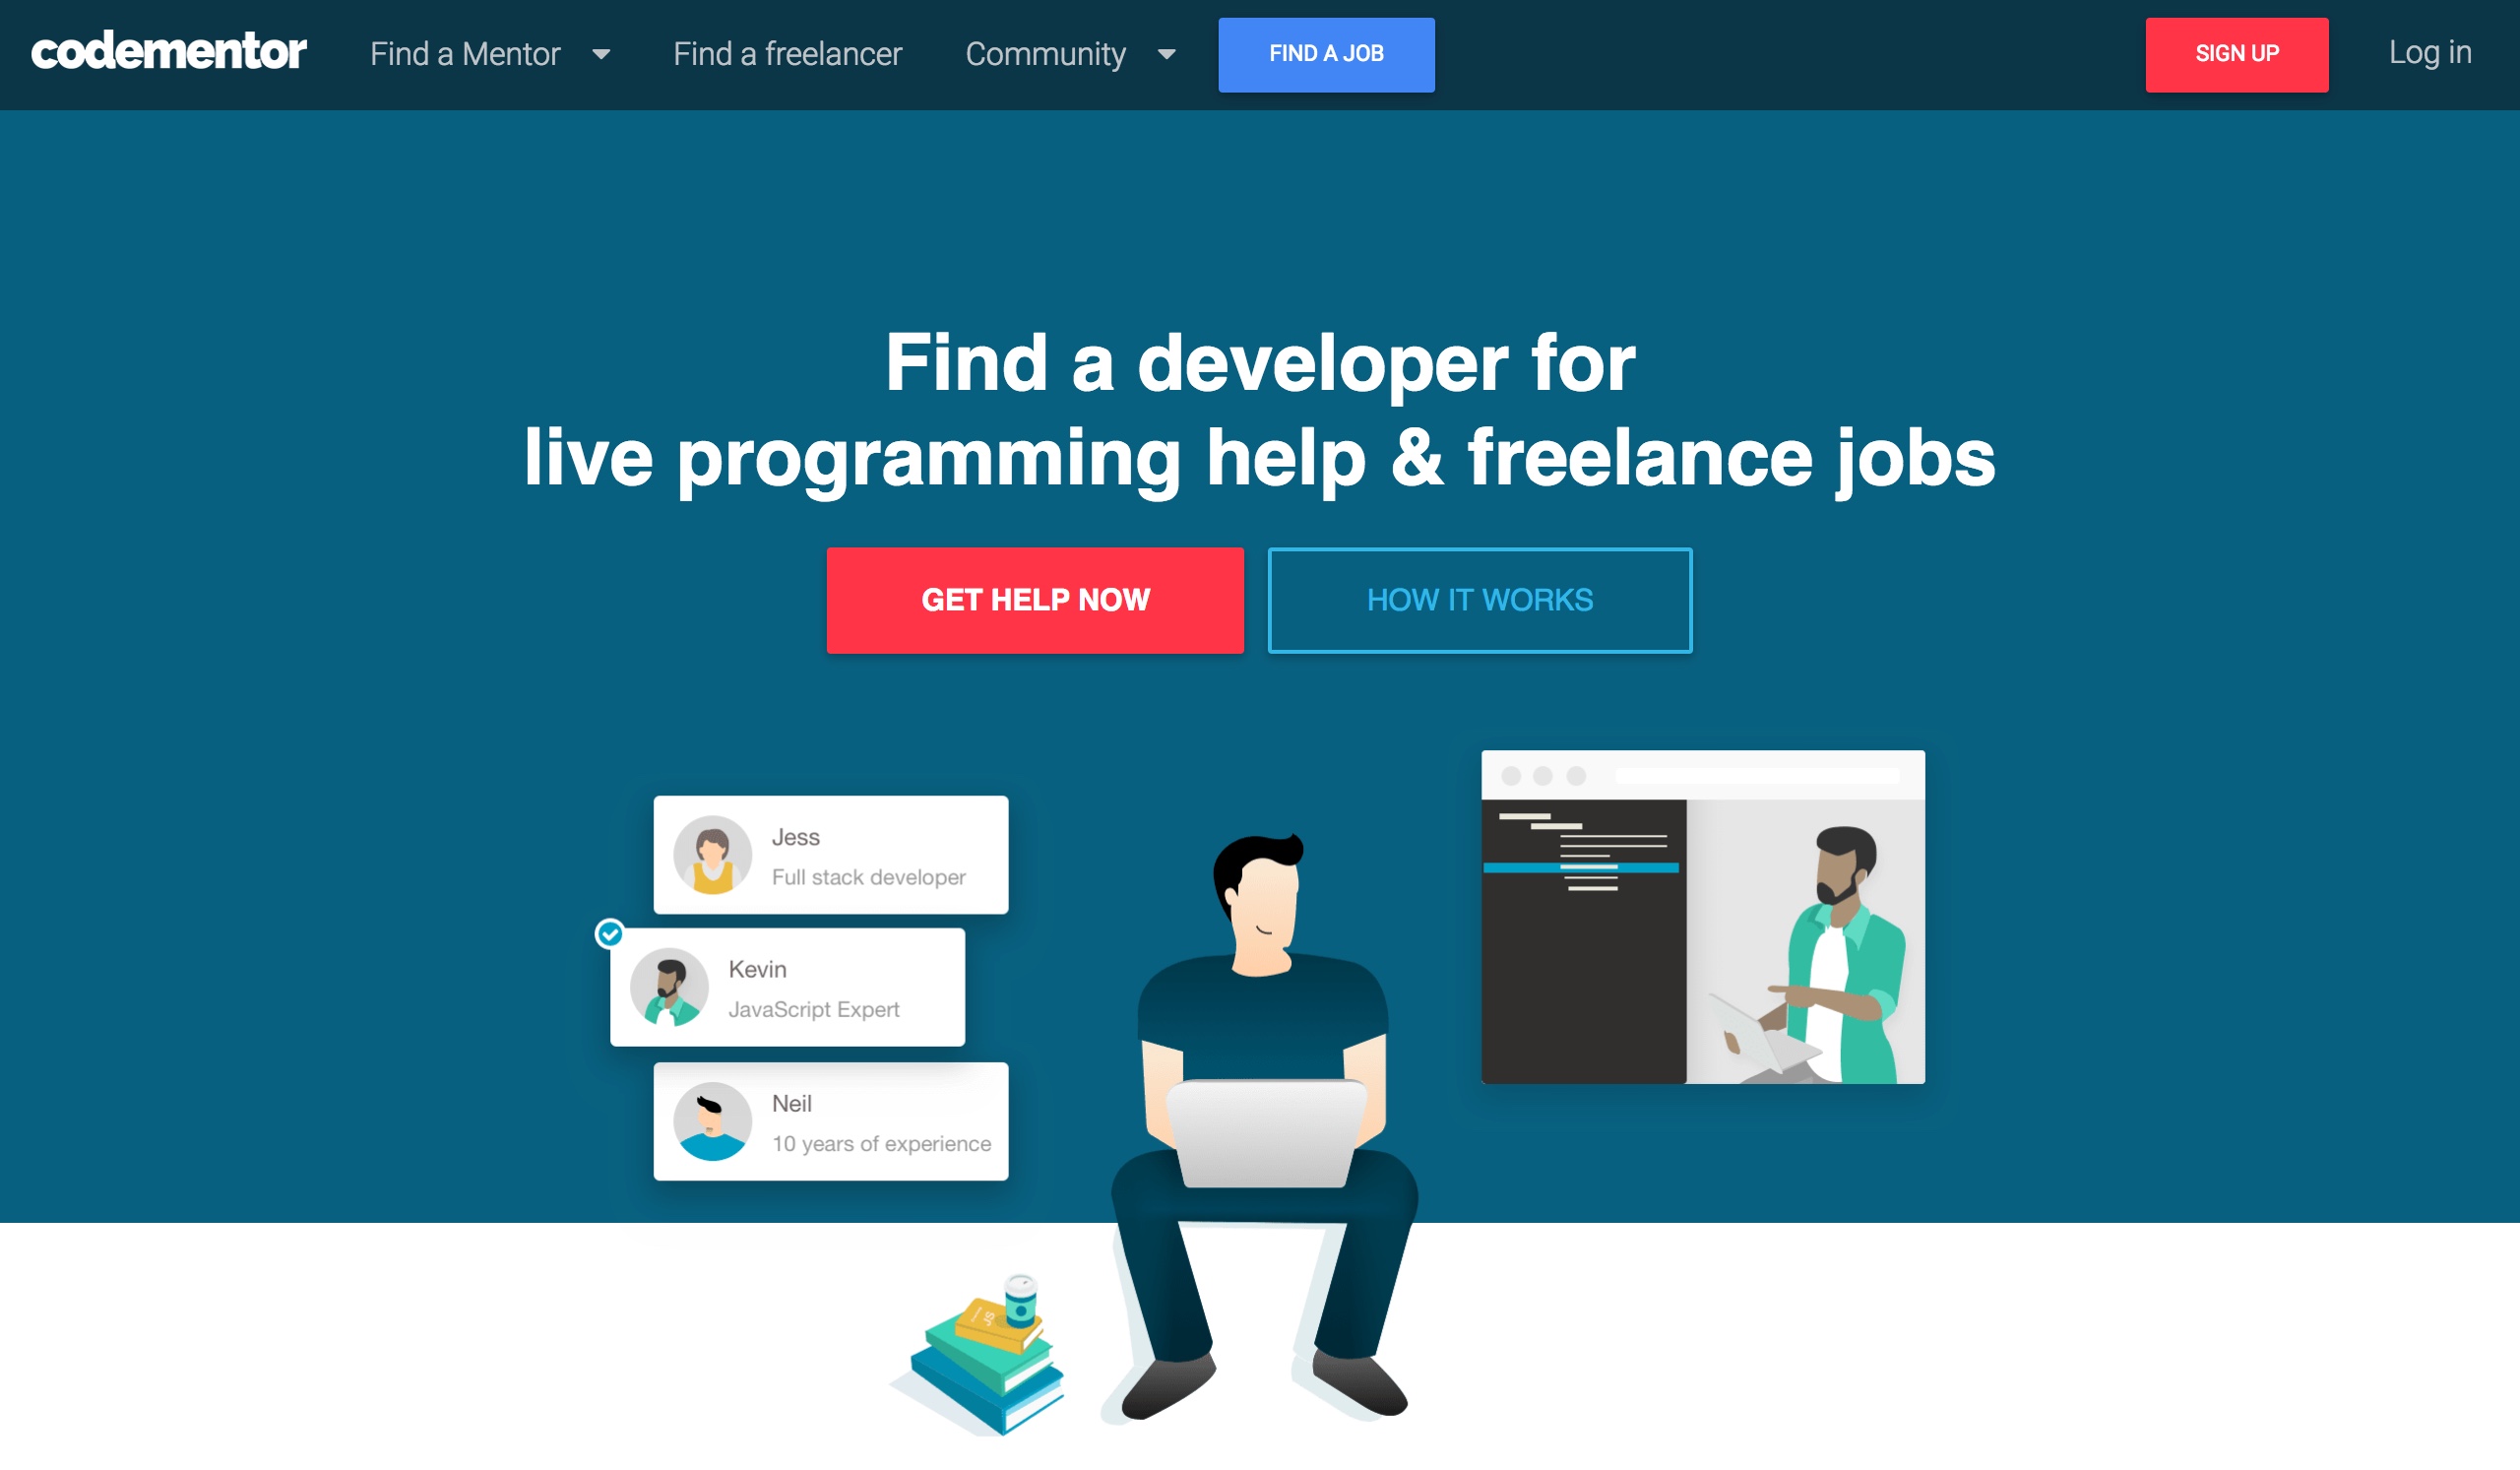 codementor
Find a Mentor
Find a freelancer
Community
FIND A JOB
SIGN UP
Log in
Find a developer for
live programming help & freelance jobs
GET HELP NOW
HOW IT WORKS
Jess
Full stack developer
Kevin
JavaScript Expert
Neil
10 years of experience
JS